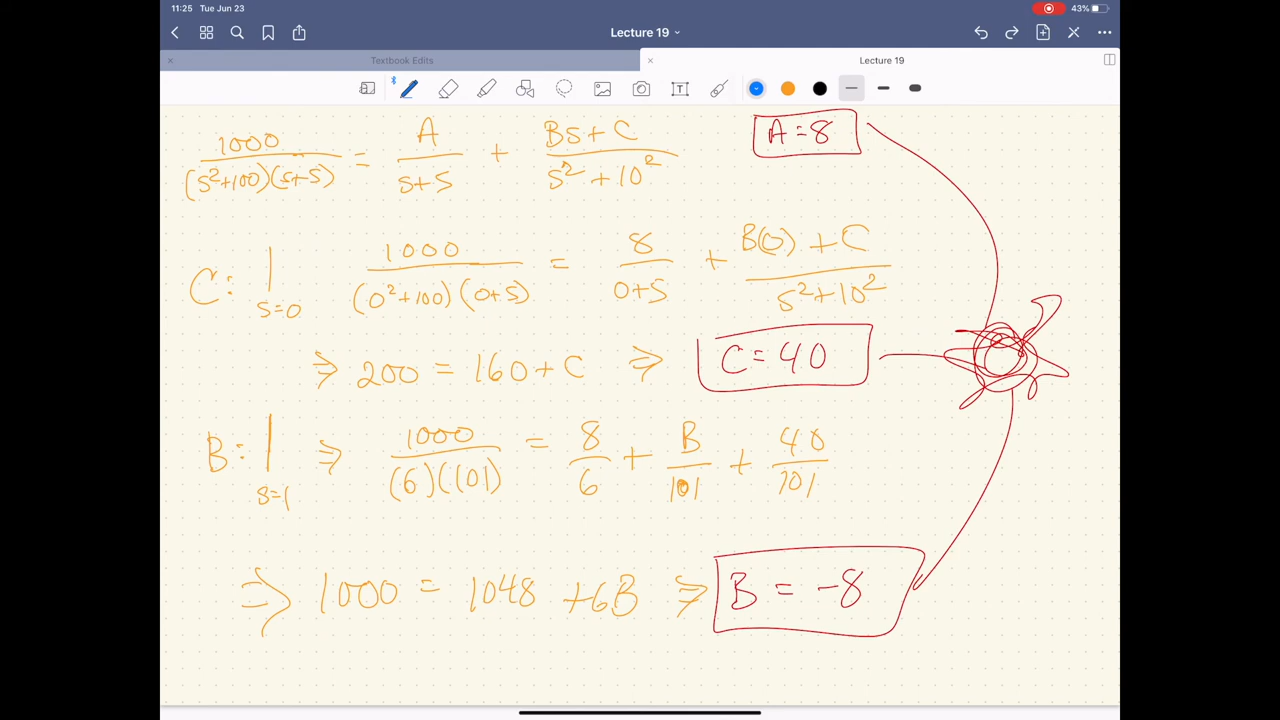 11:25 Tue Jun 23 43%
Lecture 19
Textbook Edits Lecture 19
T
1000/((s²+100)(s+5)) = A/(s+5) + (Bs+C)/(s²+10²) A=8
C: |s=0 1000/((0²+100)(0+5)) = 8/(0+5) + (B(0)+C)/(s²+10²)
⇒ 200 = 160+C ⇒ C=40
B: |s=1 ⇒ 1000/((6)(101)) = 8/6 + B/101 + 40/101
⇒ 1000 = 1048 +6B ⇒ B = -8